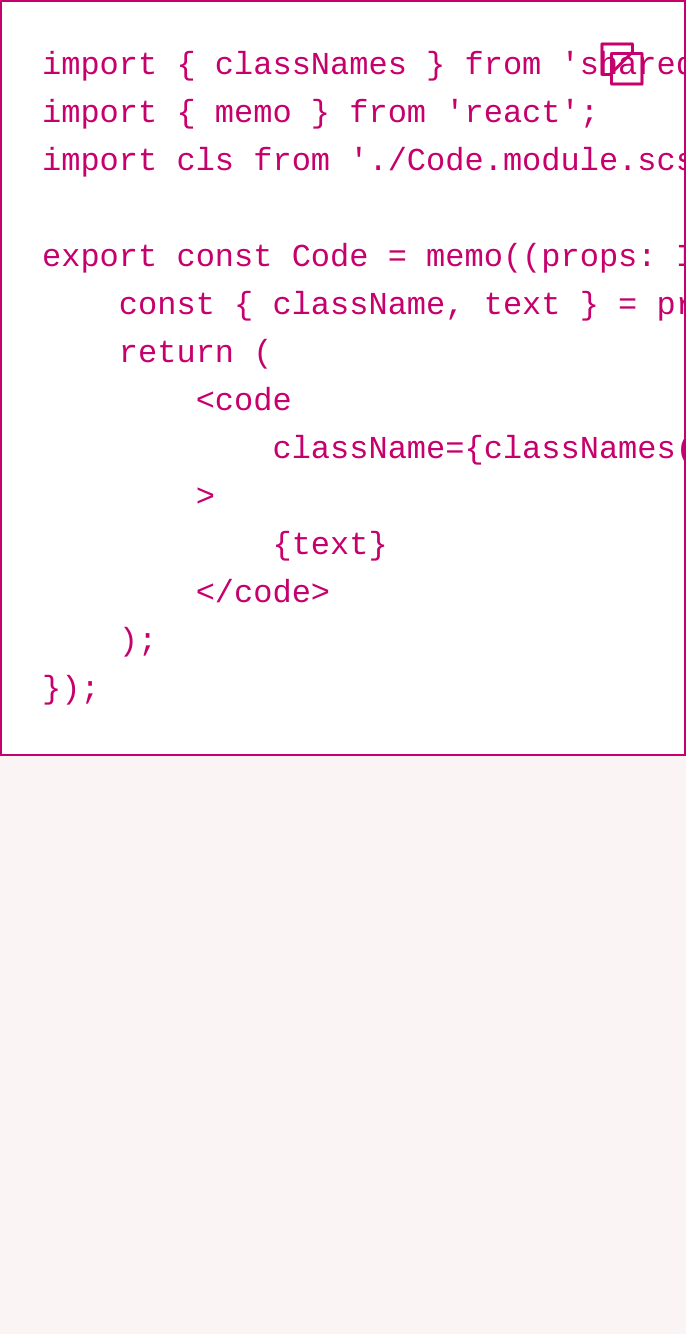 import { classNames } from 'shared
import { memo } from 'react';
import cls from './Code.module.scs
export const Code = memo((props: I
const { className, text } = pr
return (
<code
className={classNames(
>
{text}
</code>
);
});